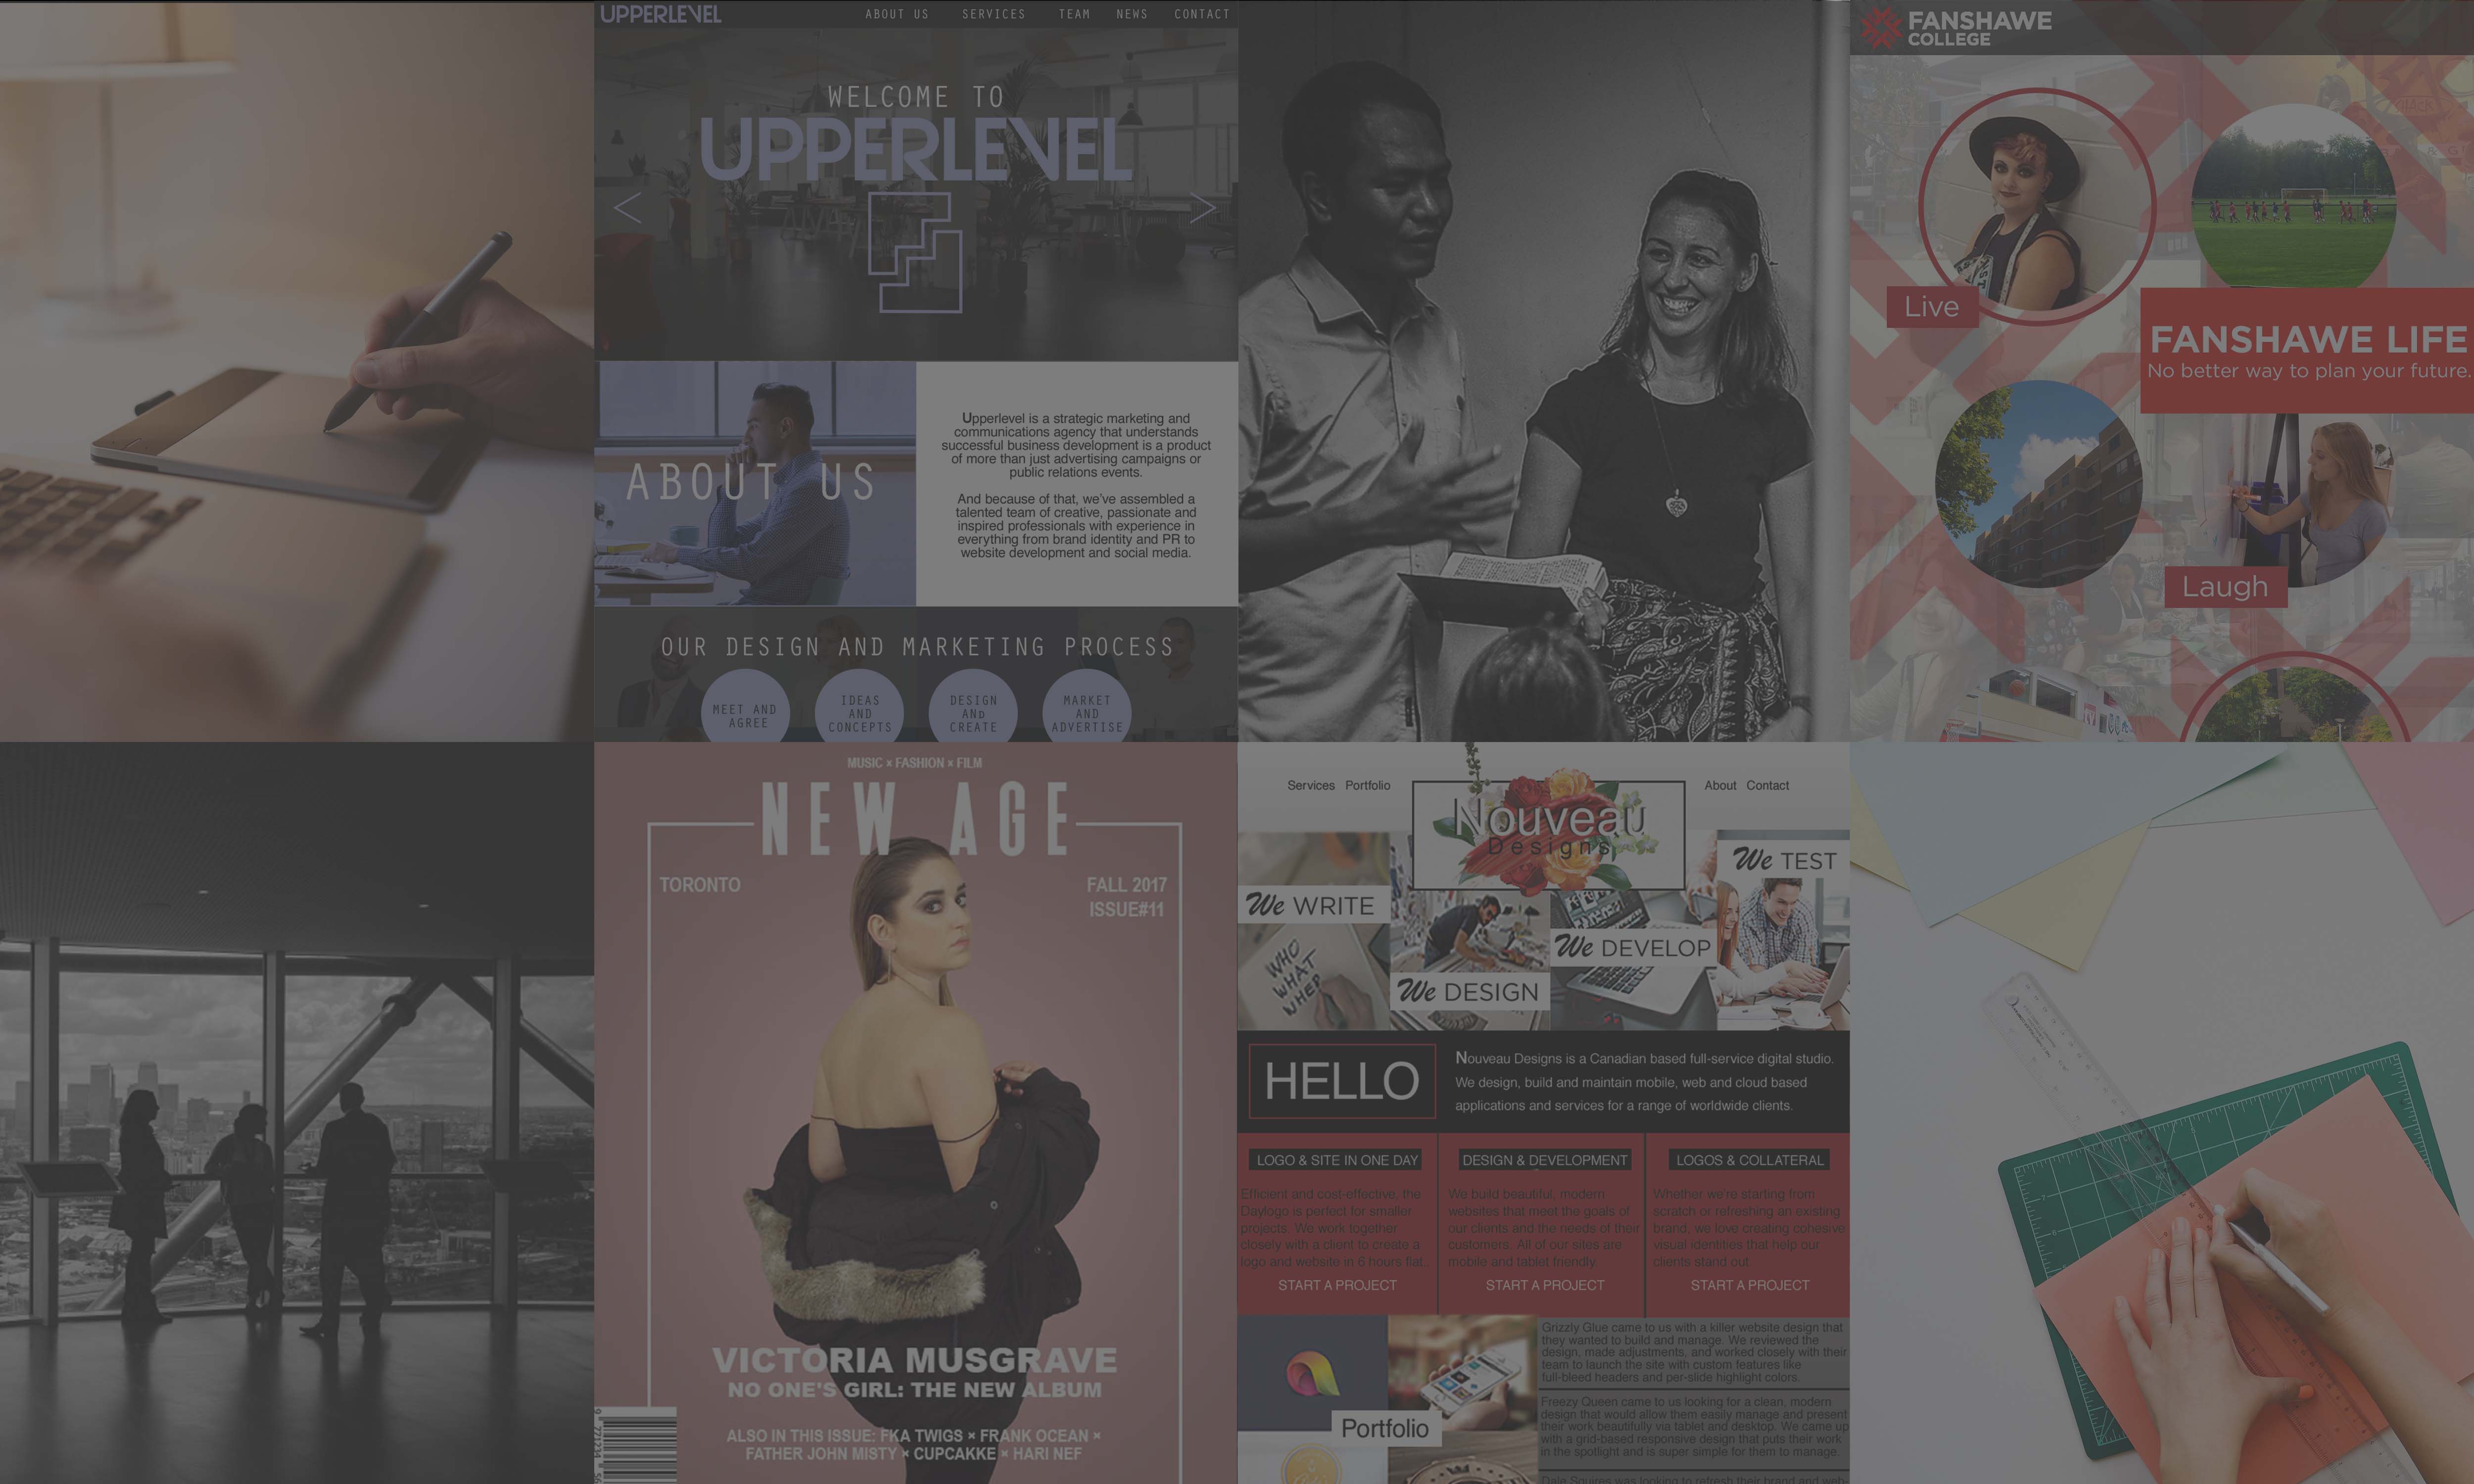 UPPERLEVEL
ABOUT US SERVICES TEAM NEWS CONTACT
WELCOME TO
UPPERLEVEL
ABOUT US
Upperlevel is a strategic marketing and
communications agency that understands
successful business development is a product
of more than just advertising campaigns or
public relations events.
And because of that, we've assembled a
talented team of creative, passionate and
inspired professionals with experience in
everything from brand identity and PR to
website development and social media.
OUR DESIGN AND MARKETING PROCESS
MEET AND
AGREE
IDEAS
AND
CONCEPTS
DESIGN
ANd
CREATE
MARKET
AND
ADVERTISE
FANSHAWE
COLLEGE
Live
FANSHAWE LIFE
No better way to plan your future.
Laugh
MUSIC × FASHION × FILM
NEW AGE
TORONTO
FALL 2017
ISSUE#11
VICTORIA MUSGRAVE
NO ONE'S GIRL: THE NEW ALBUM
ALSO IN THIS ISSUE: FKA TWIGS × FRANK OCEAN ×
FATHER JOHN MISTY × CUPCAKKE × HARI NEF
Services Portfolio
Nouveau
Designs
About Contact
We TEST
We WRITE
We DEVELOP
We DESIGN
WHO
WHAT
WHER
HELLO
Nouveau Designs is a Canadian based full-service digital studio.
We design, build and maintain mobile, web and cloud based
applications and services for a range of worldwide clients.
LOGO & SITE IN ONE DAY
Efficient and cost-effective, the
Daylogo is perfect for smaller
projects. We work together
closely with a client to create a
logo and website in 6 hours flat.
START A PROJECT
DESIGN & DEVELOPMENT
We build beautiful, modern
websites that meet the goals of
our clients and the needs of their
customers. All of our sites are
mobile and tablet friendly.
START A PROJECT
LOGOS & COLLATERAL
Whether we're starting from
scratch or refreshing an existing
brand, we love creating cohesive
visual identities that help our
clients stand out.
START A PROJECT
Portfolio
Grizzly Glue came to us with a killer website design that
they wanted to build and manage. We reviewed the
design, made adjustments, and worked closely with their
team to launch the site with custom features like
full-bleed headers and per-slide highlight colors.
Freezy Queen came to us looking for a clean, modern
design that would allow them easily manage and present
their work beautifully via tablet and desktop. We came up
with a grid-based responsive design that puts their work
in the spotlight and is super simple for them to manage.
Dale Squires was looking to refresh their brand and web-